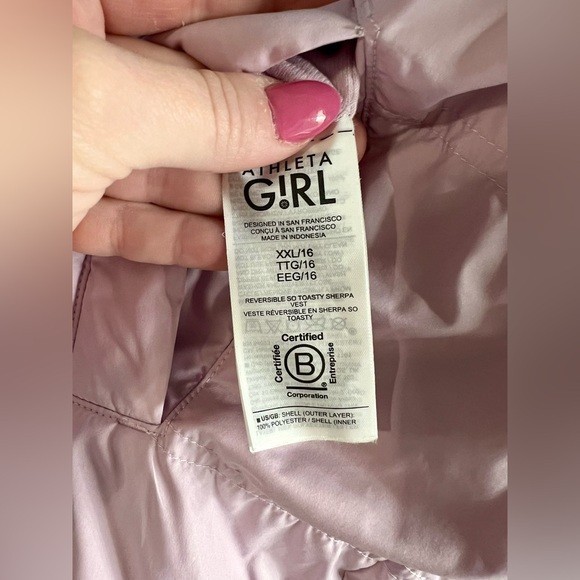 ATHLETA
G!RL
DESIGNED IN SAN FRANCISCO
CONÇU À SAN FRANCISCO
MADE IN INDONESIA
XXL/16
TTG/16
EEG/16
REVERSIBLE SO TOASTY SHERPA
VEST
VESTE RÉVERSIBLE EN SHERPA SO
TOASTY
Certified
Certifiée
B
Entreprise
Corporation
■ US/GB: SHELL (OUTER LAYER):
100% POLYESTER / SHELL (INNER